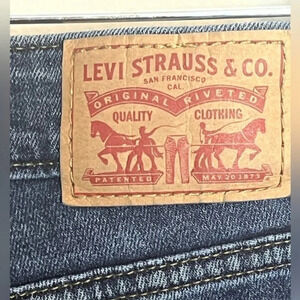 LEVI STRAUSS & CO.
SAN FRANCISCO
CAL.
ORIGINAL RIVETED
QUALITY CLOTHING
PATENTED MAY 20 1873